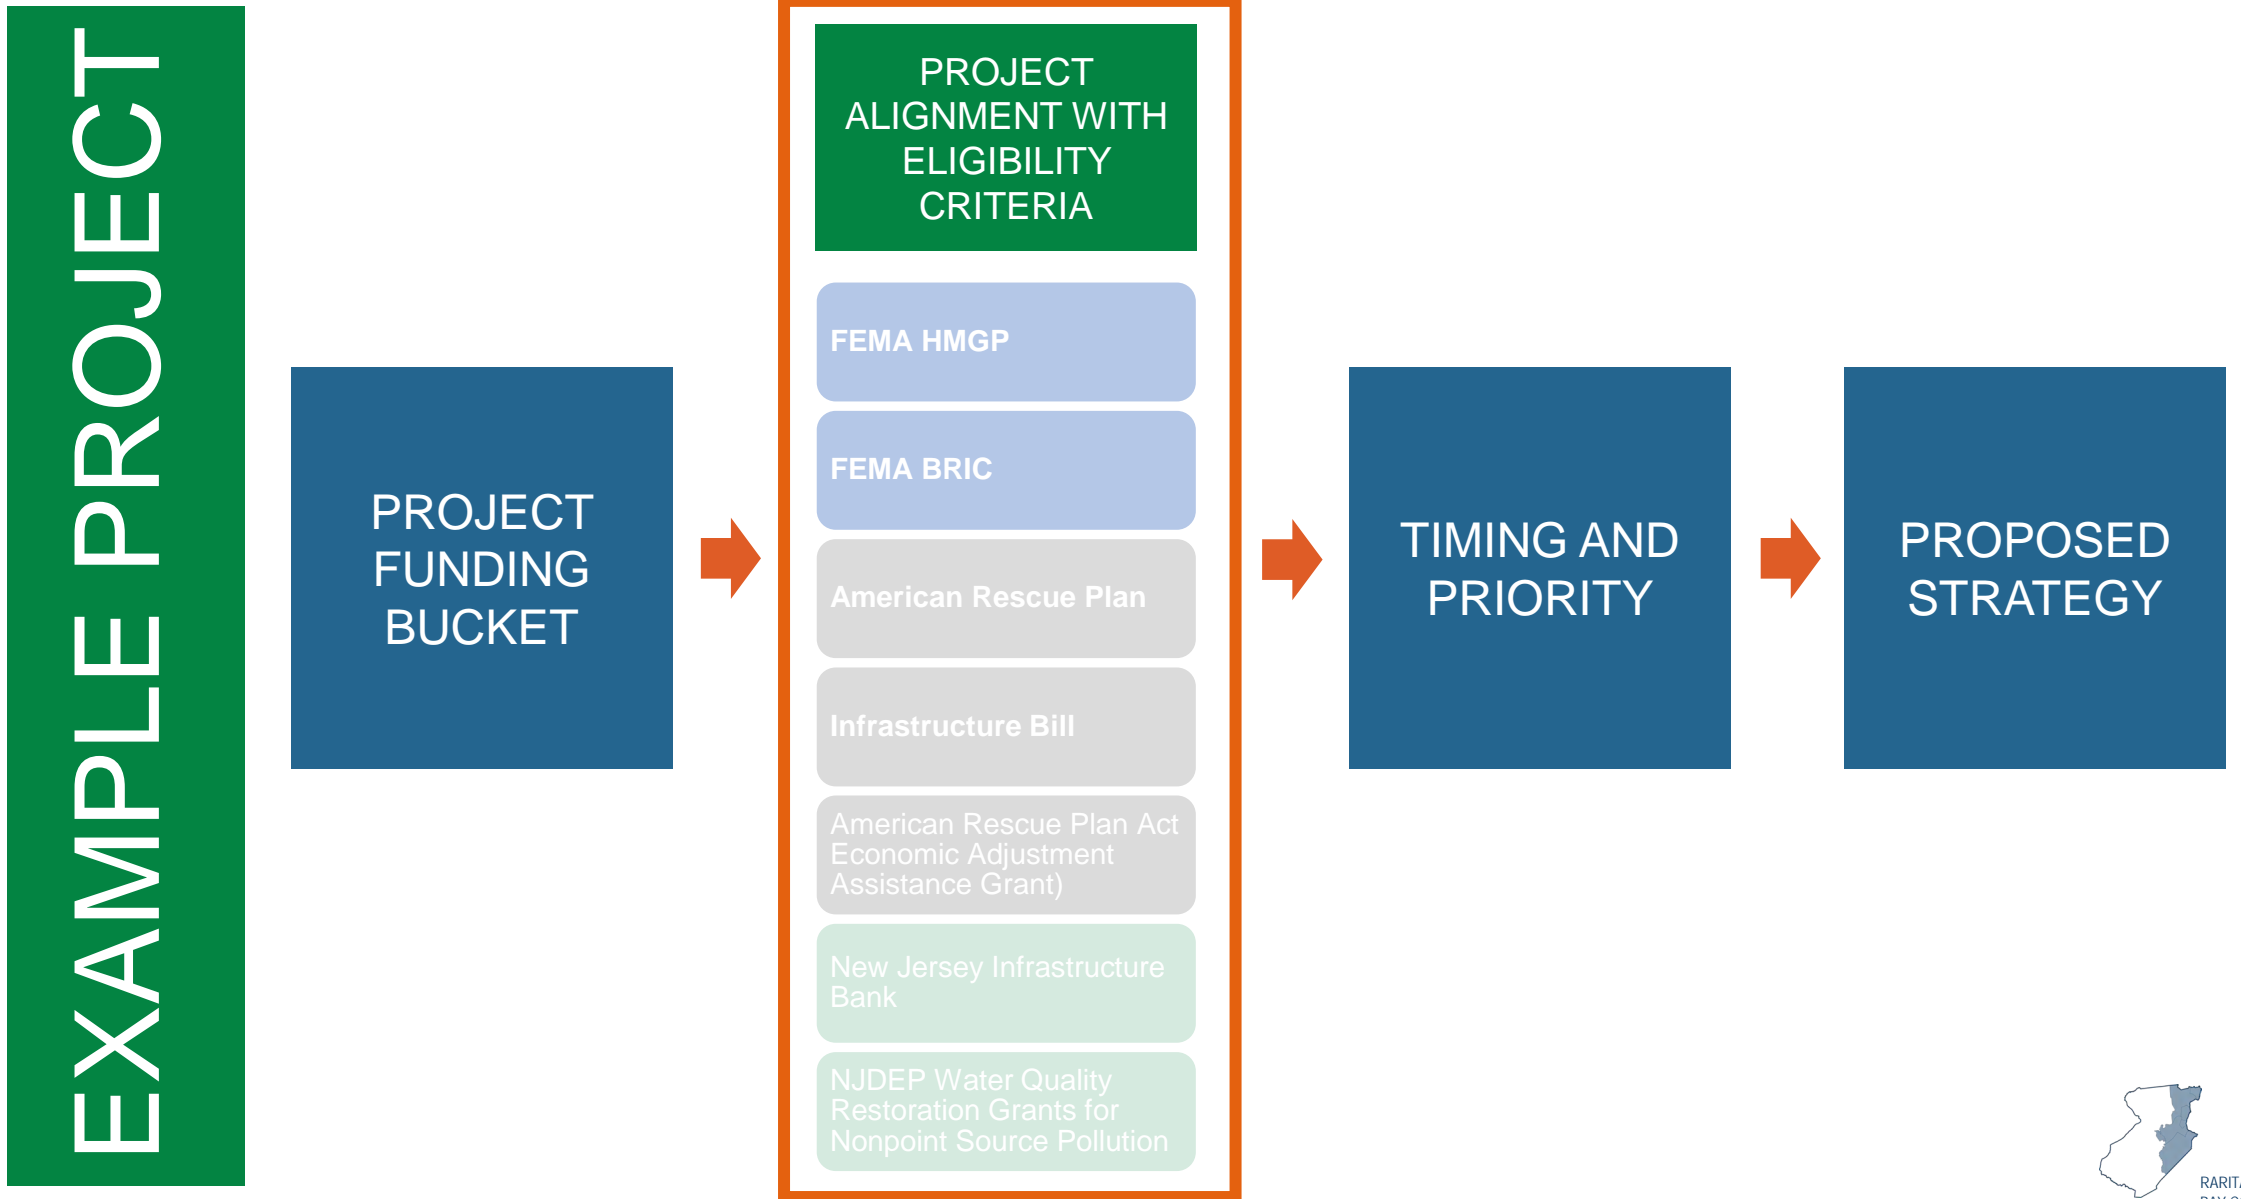 EXAMPLE PROJECT
PROJECT
FUNDING
BUCKET
PROJECT
ALIGNMENT WITH
ELIGIBILITY
CRITERIA
FEMA HMGP
FEMA BRIC
American Rescue Plan
Infrastructure Bill
American Rescue Plan Act
Economic Adjustment
Assistance Grant)
New Jersey Infrastructure
Bank
NJDEP Water Quality
Restoration Grants for
Nonpoint Source Pollution
TIMING AND
PRIORITY
PROPOSED
STRATEGY